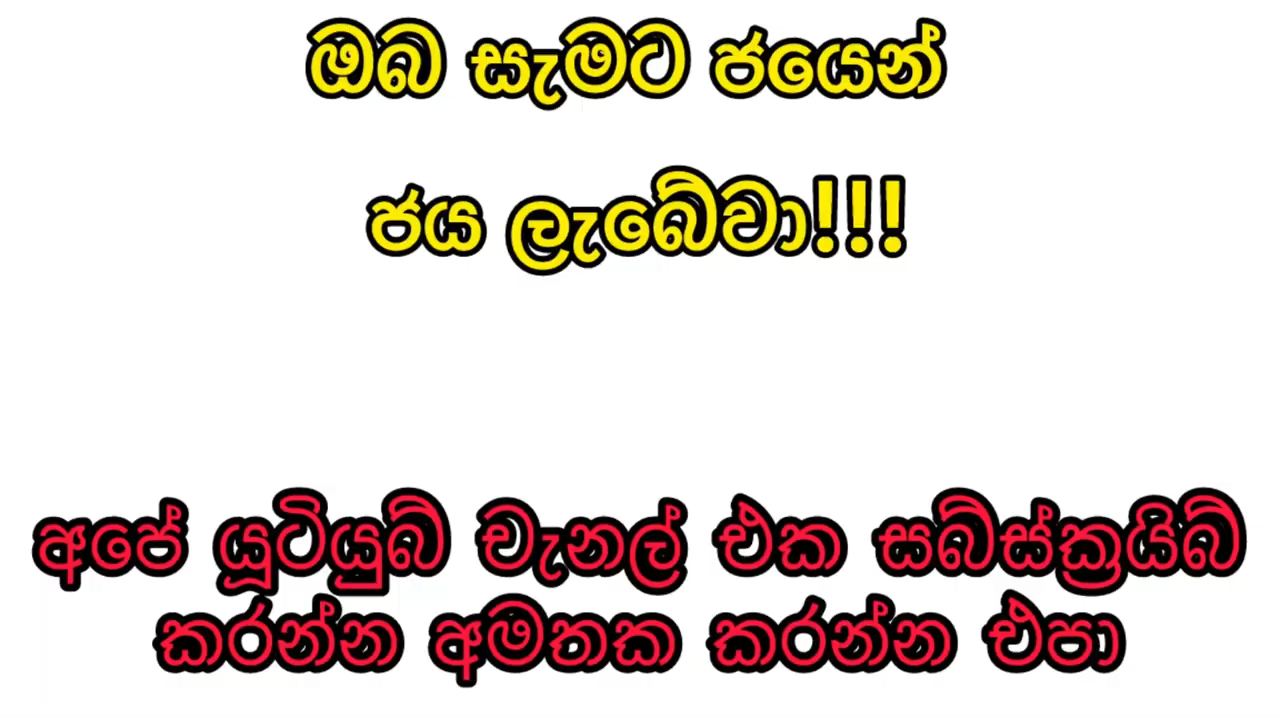 ඔබ සැමට ජයෙන්
ජය ලැබේවා!!!
අපේ යූටියුබ් චැනල් එක සබ්ස්ක්‍රයිබ්
කරන්න අමතක කරන්න එපා